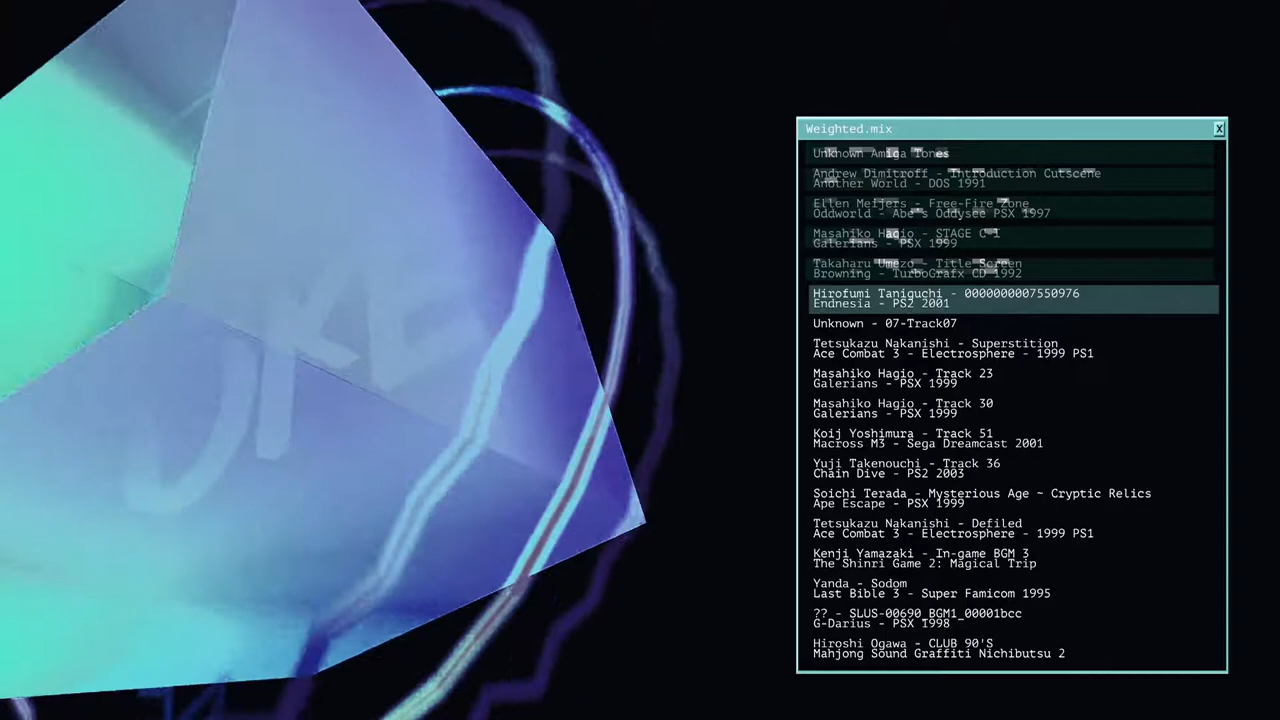 Weighted.mix
X
Unknown Amiga Tones
Andrew Dimitroff - Introduction Cutscene
Another World - DOS 1991
Ellen Meijers - Free-Fire Zone
Oddworld - Abe's Oddysee PSX 1997
Masahiko Hagio - STAGE C-1
Galerians - PSX 1999
Takaharu Umezo - Title Screen
Browning - TurboGrafx CD 1992
Hirofumi Taniguchi - 0000000007550976
Endnesia - PS2 2001
Unknown - 07-Track07
Tetsukazu Nakanishi - Superstition
Ace Combat 3 - Electrosphere - 1999 PS1
Masahiko Hagio - Track 23
Galerians - PSX 1999
Masahiko Hagio - Track 30
Galerians - PSX 1999
Koij Yoshimura - Track 51
Macross M3 - Sega Dreamcast 2001
Yuji Takenouchi - Track 36
Chain Dive - PS2 2003
Soichi Terada - Mysterious Age ~ Cryptic Relics
Ape Escape - PSX 1999
Tetsukazu Nakanishi - Defiled
Ace Combat 3 - Electrosphere - 1999 PS1
Kenji Yamazaki - In-game BGM 3
The Shinri Game 2: Magical Trip
Yanda - Sodom
Last Bible 3 - Super Famicom 1995
?? - SLUS-00690_BGM1_00001bcc
G-Darius - PSX 1998
Hiroshi Ogawa - CLUB 90'S
Mahjong Sound Graffiti Nichibutsu 2